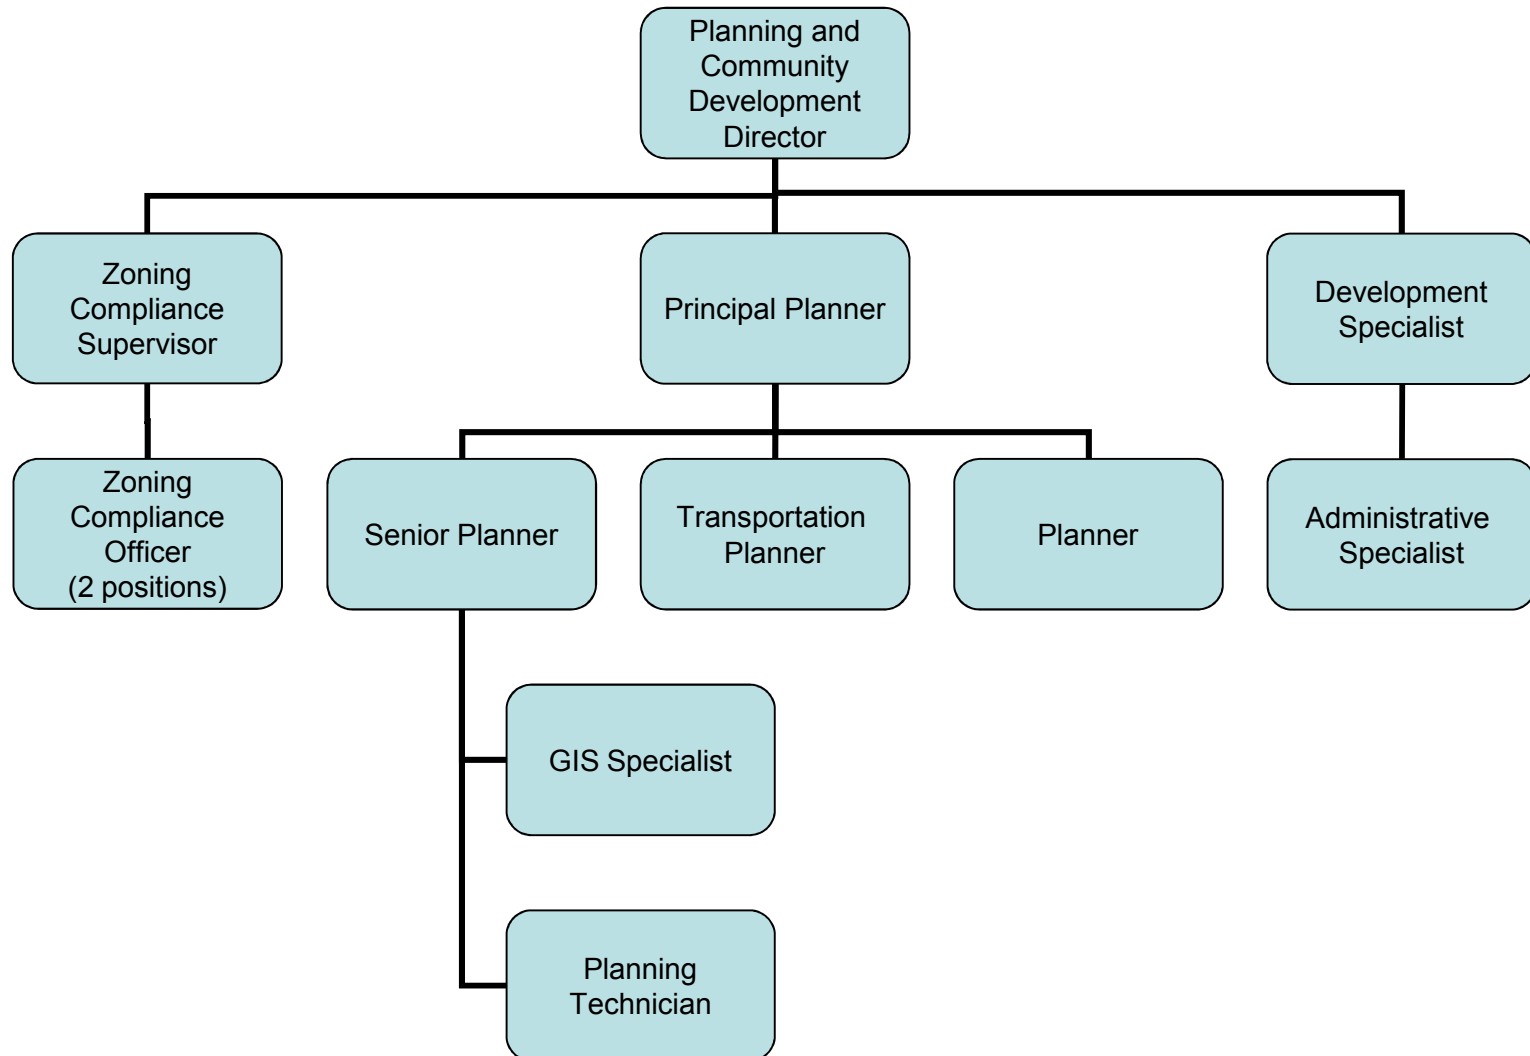 Planning and
Community
Development
Director
Zoning
Compliance
Supervisor
Principal Planner
Development
Specialist
Zoning
Compliance
Officer
(2 positions)
Senior Planner
Transportation
Planner
Planner
Administrative
Specialist
GIS Specialist
Planning
Technician